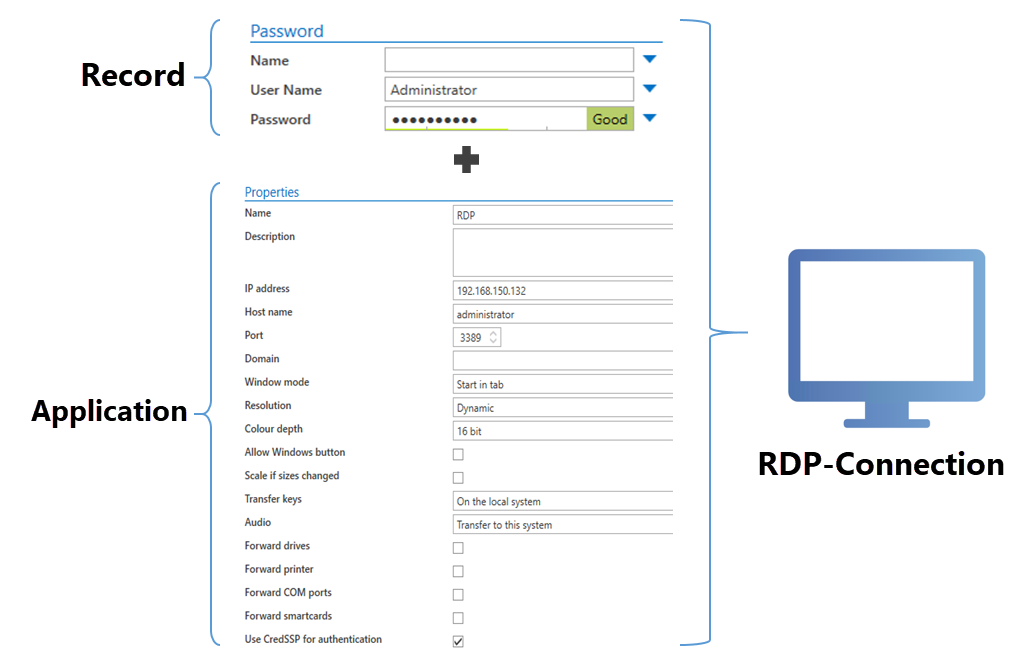 Password
Record
Name
User Name Administrator
Password ●●●●●●●●●● Good
Properties
Name RDP
Description
IP address 192.168.150.132
Host name administrator
Port 3389
Domain
Window mode Start in tab
Resolution Dynamic
Application
Colour depth 16 bit
Allow Windows button
RDP-Connection
Scale if sizes changed
Transfer keys On the local system
Audio Transfer to this system
Forward drives
Forward printer
Forward COM ports
Forward smartcards
Use CredSSP for authentication